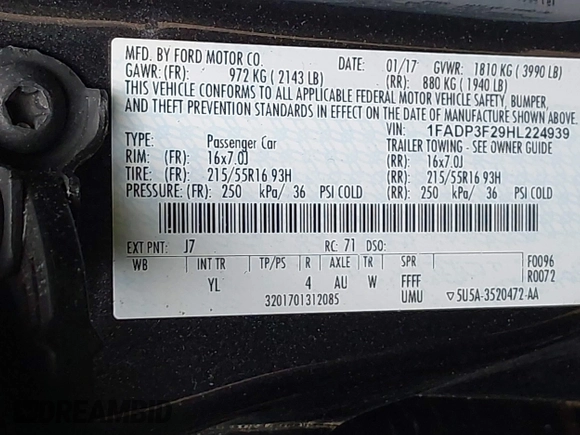 MFD. BY FORD MOTOR CO. DATE: 01/17 GVWR: 1810 KG ( 3990 LB)
GAWR: (FR) 972 KG ( 2143 LB) (RR) 880 KG ( 1940 LB)
THIS VEHICLE CONFORMS TO ALL APPLICABLE FEDERAL MOTOR VEHICLE SAFETY, BUMPER,
AND THEFT PREVENTION STANDARDS IN EFFECT ON THE DATE OF MANUFACTURE SHOWN ABOVE.
VIN: 1FADP3F29HL224939
TYPE: Passenger Car TRAILER TOWING - SEE OWNER GUIDE
RIM: (FR) 16x7.0J (RR) 16x7.0J
TIRE: (FR) 215/55R16 93H (RR) 215/55R16 93H
PRESSURE: (FR) 250 kPa/ 36 PSI COLD (RR) 250 kPa/ 36 PSI COLD
EXT PNT: J7 RC: 71 DSO: F0096
WB INT TR TP/PS R AXLE TR SPR R0072
YL 4 AU W FFFF
3201701312085 UMU ▽5U5A-3520472-AA
DREAMBID